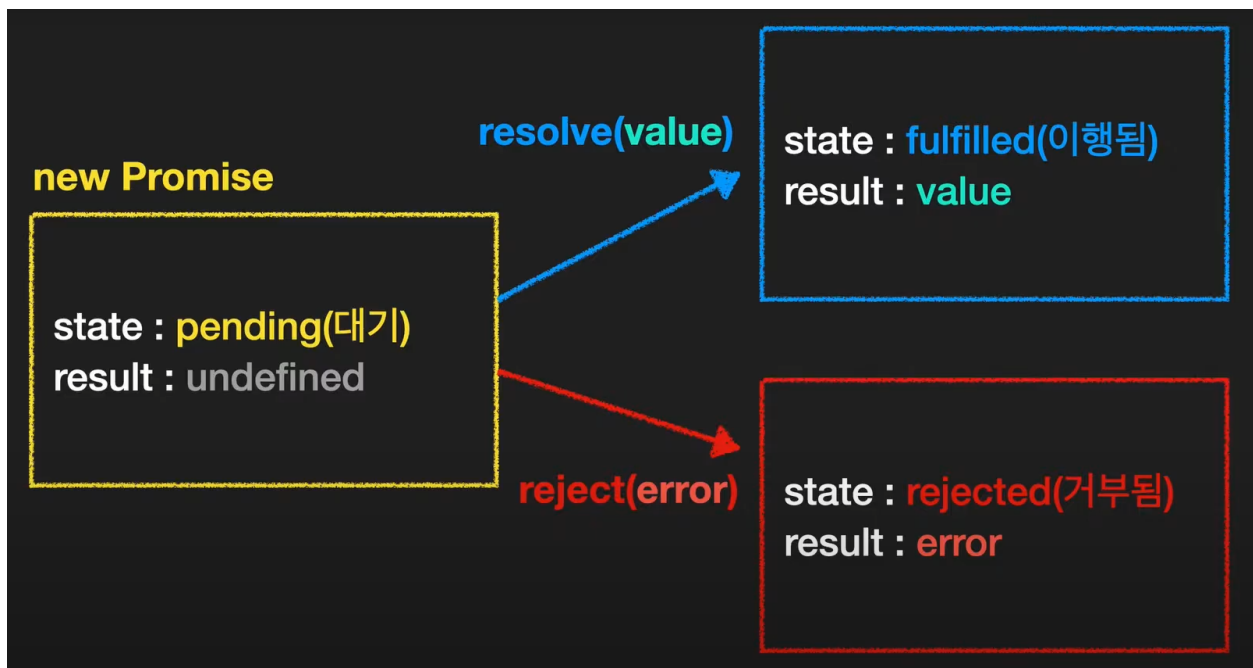 new Promise
state : pending(대기)
result : undefined
resolve(value)
state : fulfilled(이행됨)
result : value
reject(error)
state : rejected(거부됨)
result : error